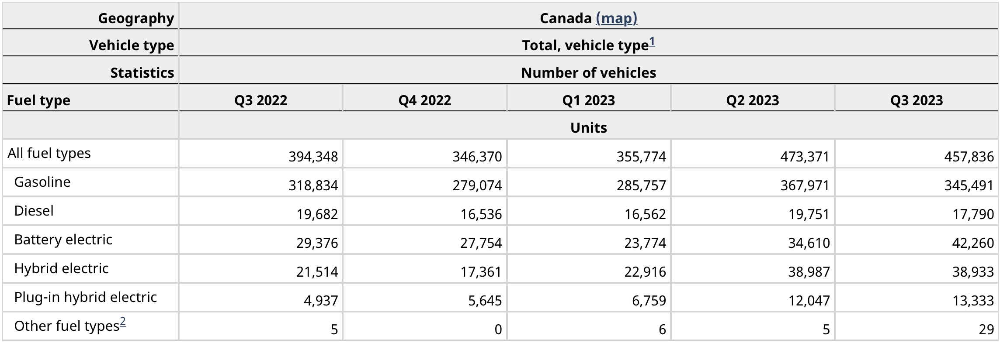 Geography Canada (map)
Vehicle type Total, vehicle type1
Statistics Number of vehicles
Fuel type Q3 2022 Q4 2022 Q1 2023 Q2 2023 Q3 2023
Units
All fuel types 394,348 346,370 355,774 473,371 457,836
Gasoline 318,834 279,074 285,757 367,971 345,491
Diesel 19,682 16,536 16,562 19,751 17,790
Battery electric 29,376 27,754 23,774 34,610 42,260
Hybrid electric 21,514 17,361 22,916 38,987 38,933
Plug-in hybrid electric 4,937 5,645 6,759 12,047 13,333
Other fuel types2 5 0 6 5 29